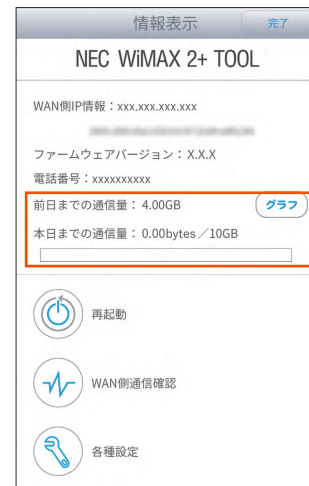 情報表示
完了
NEC WiMAX 2+ TOOL
WAN側IP情報：xxx.xxx.xxx.xxx
ファームウェアバージョン：X.X.X
電話番号：xxxxxxxxxx
前日までの通信量： 4.00GB
グラフ
本日までの通信量： 0.00bytes／10GB
再起動
WAN側通信確認
各種設定